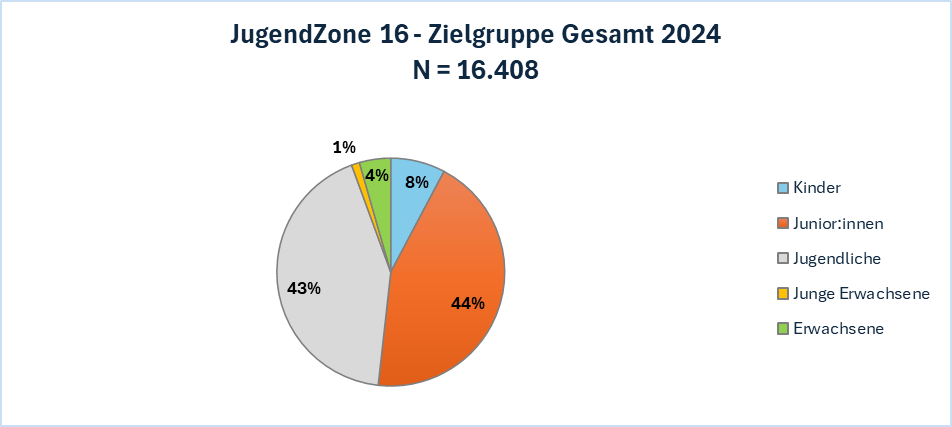 JugendZone 16 - Zielgruppe Gesamt 2024
N = 16.408
1%
4%
8%
43%
44%
Kinder
Junior:innen
Jugendliche
Junge Erwachsene
Erwachsene